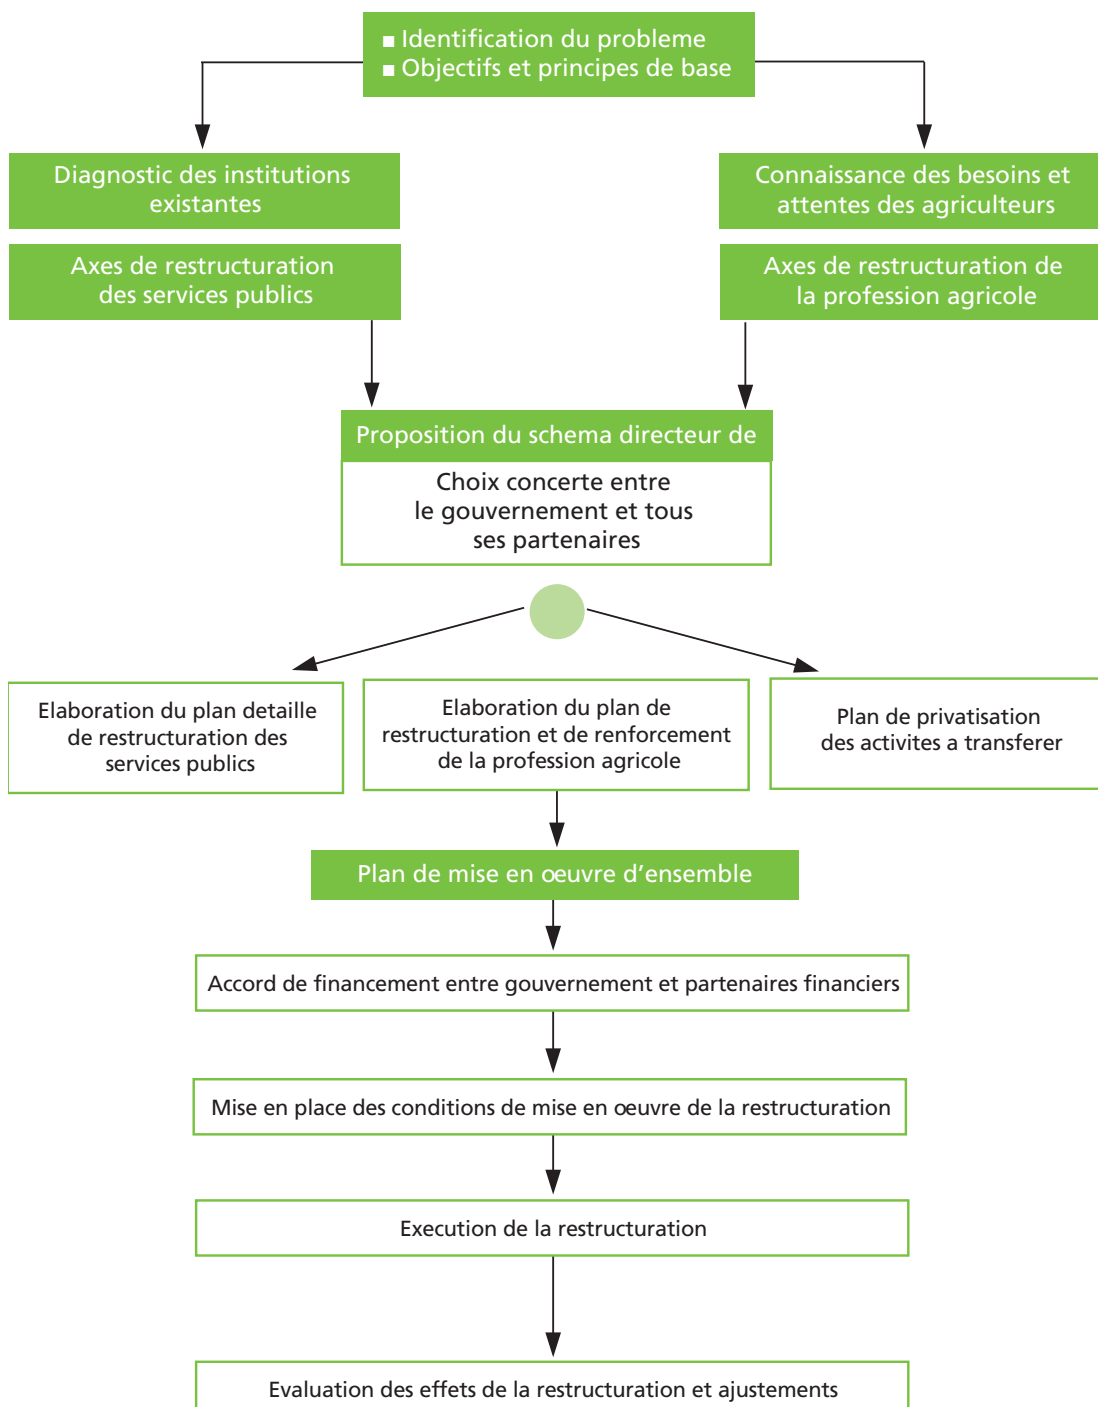 ▪ Identification du probleme
▪ Objectifs et principes de base
Diagnostic des institutions
existantes
Connaissance des besoins et
attentes des agriculteurs
Axes de restructuration
des services publics
Axes de restructuration de
la profession agricole
Proposition du schema directeur de
Choix concerte entre
le gouvernement et tous
ses partenaires
Elaboration du plan detaille
de restructuration des
services publics
Elaboration du plan de
restructuration et de renforcement
de la profession agricole
Plan de privatisation
des activites a transferer
Plan de mise en oeuvre d'ensemble
Accord de financement entre gouvernement et partenaires financiers
Mise en place des conditions de mise en oeuvre de la restructuration
Execution de la restructuration
Evaluation des effets de la restructuration et ajustements